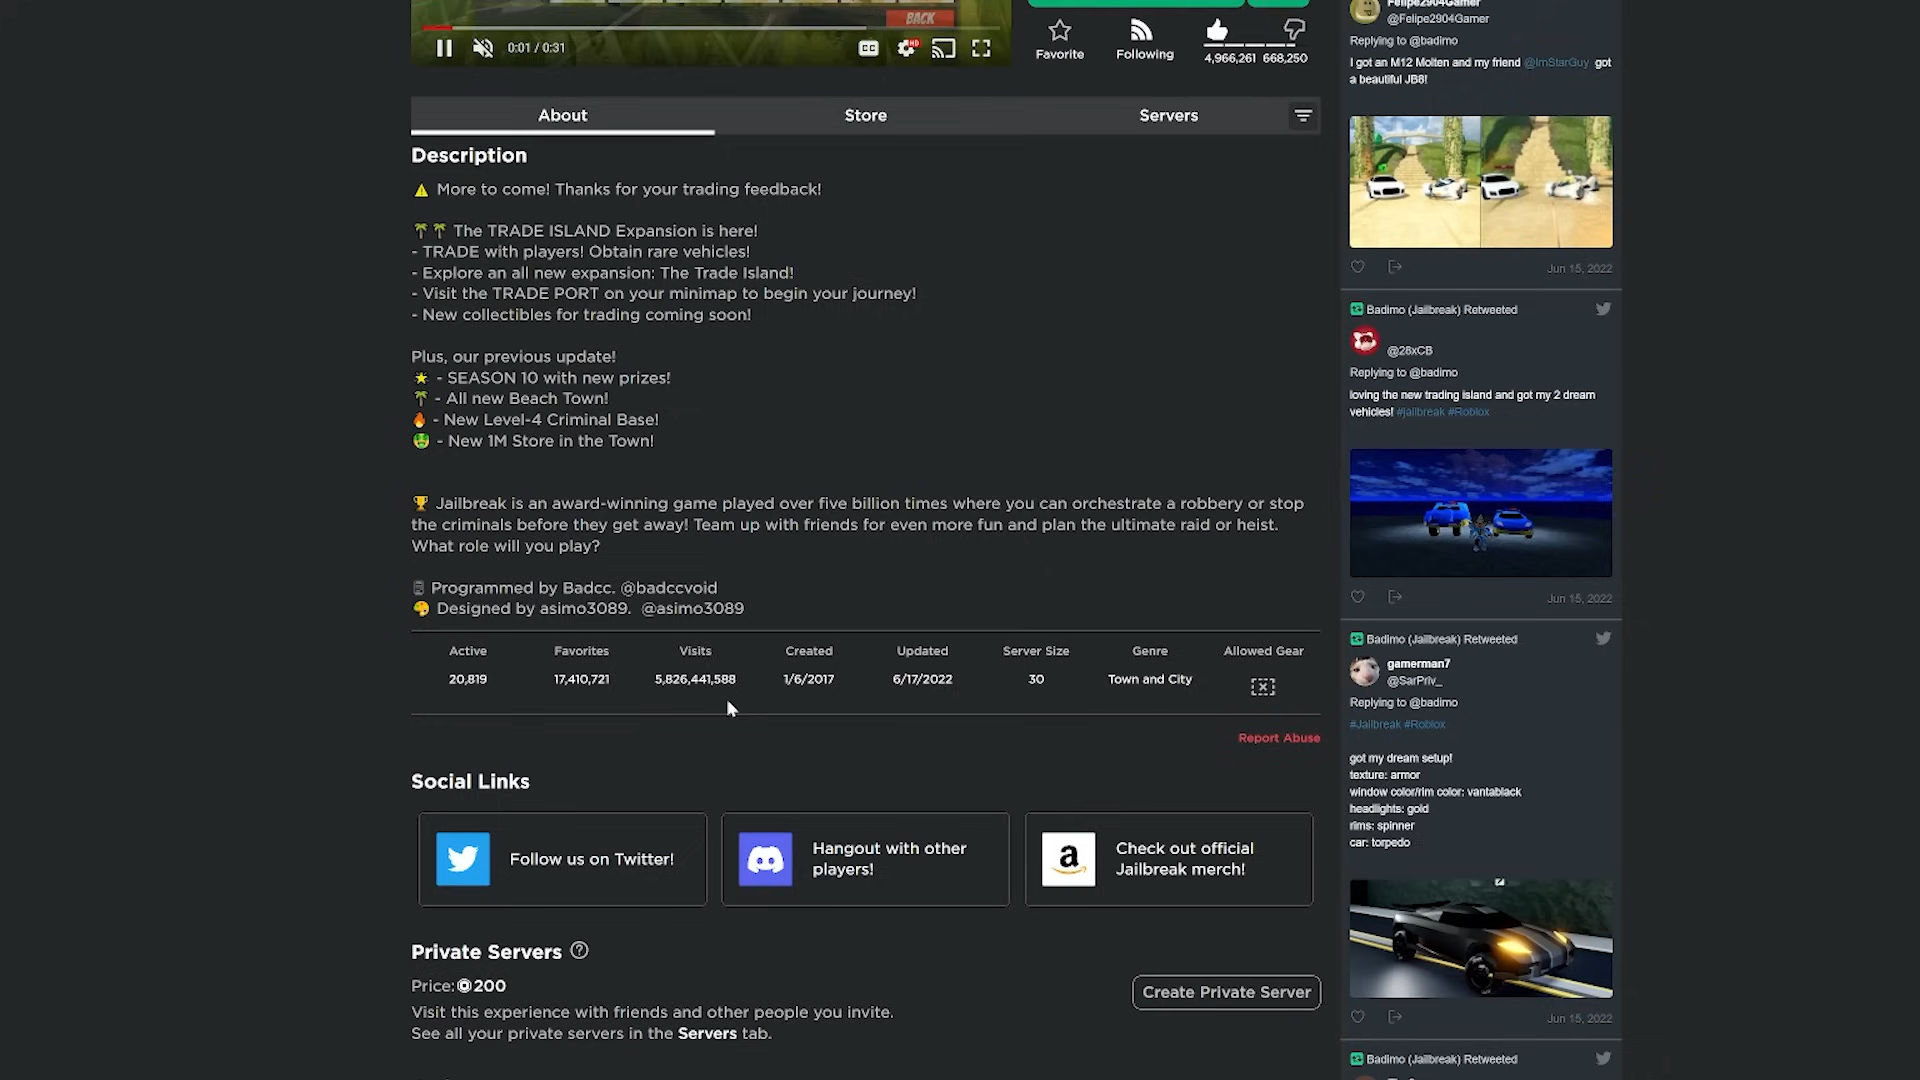 BACK
0:01 / 0:31
CC
HD
Favorite
Following
4,966,261 668,250
About
Store
Servers
Description
More to come! Thanks for your trading feedback!
The TRADE ISLAND Expansion is here!
- TRADE with players! Obtain rare vehicles!
- Explore an all new expansion: The Trade Island!
- Visit the TRADE PORT on your minimap to begin your journey!
- New collectibles for trading coming soon!
Plus, our previous update!
- SEASON 10 with new prizes!
- All new Beach Town!
- New Level-4 Criminal Base!
- New 1M Store in the Town!
Jailbreak is an award-winning game played over five billion times where you can orchestrate a robbery or stop
the criminals before they get away! Team up with friends for even more fun and plan the ultimate raid or heist.
What role will you play?
Programmed by Badcc. @badccvoid
Designed by asimo3089. @asimo3089
Active Favorites Visits Created Updated Server Size Genre Allowed Gear
20,819 17,410,721 5,826,441,588 1/6/2017 6/17/2022 30 Town and City
Report Abuse
Social Links
Follow us on Twitter!
Hangout with other
players!
a
Check out official
Jailbreak merch!
Private Servers
Price: 200
Create Private Server
Visit this experience with friends and other people you invite.
See all your private servers in the Servers tab.
Felipe2904Gamer
@Felipe2904Gamer
Replying to @badimo
I got an M12 Molten and my friend @ImStarGuy got
a beautiful JB8!
Jun 15, 2022
Badimo (Jailbreak) Retweeted
@26xCB
Replying to @badimo
loving the new trading island and got my 2 dream
vehicles! #jailbreak #Roblox
Jun 15, 2022
Badimo (Jailbreak) Retweeted
gamerman7
@SarPriv_
Replying to @badimo
#Jailbreak #Roblox
got my dream setup!
texture: armor
window color/rim color: vantablack
headlights: gold
rims: spinner
car: torpedo
Jun 15, 2022
Badimo (Jailbreak) Retweeted